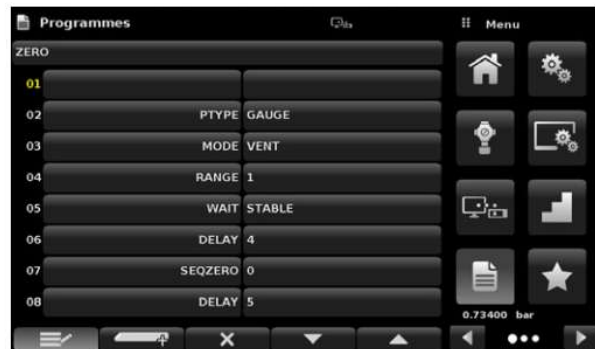 Programmes
Menu
ZERO
01
02 PTYPE GAUGE
03 MODE VENT
04 RANGE 1
05 WAIT STABLE
06 DELAY 4
07 SEQZERO 0
08 DELAY 5
0.73400 bar